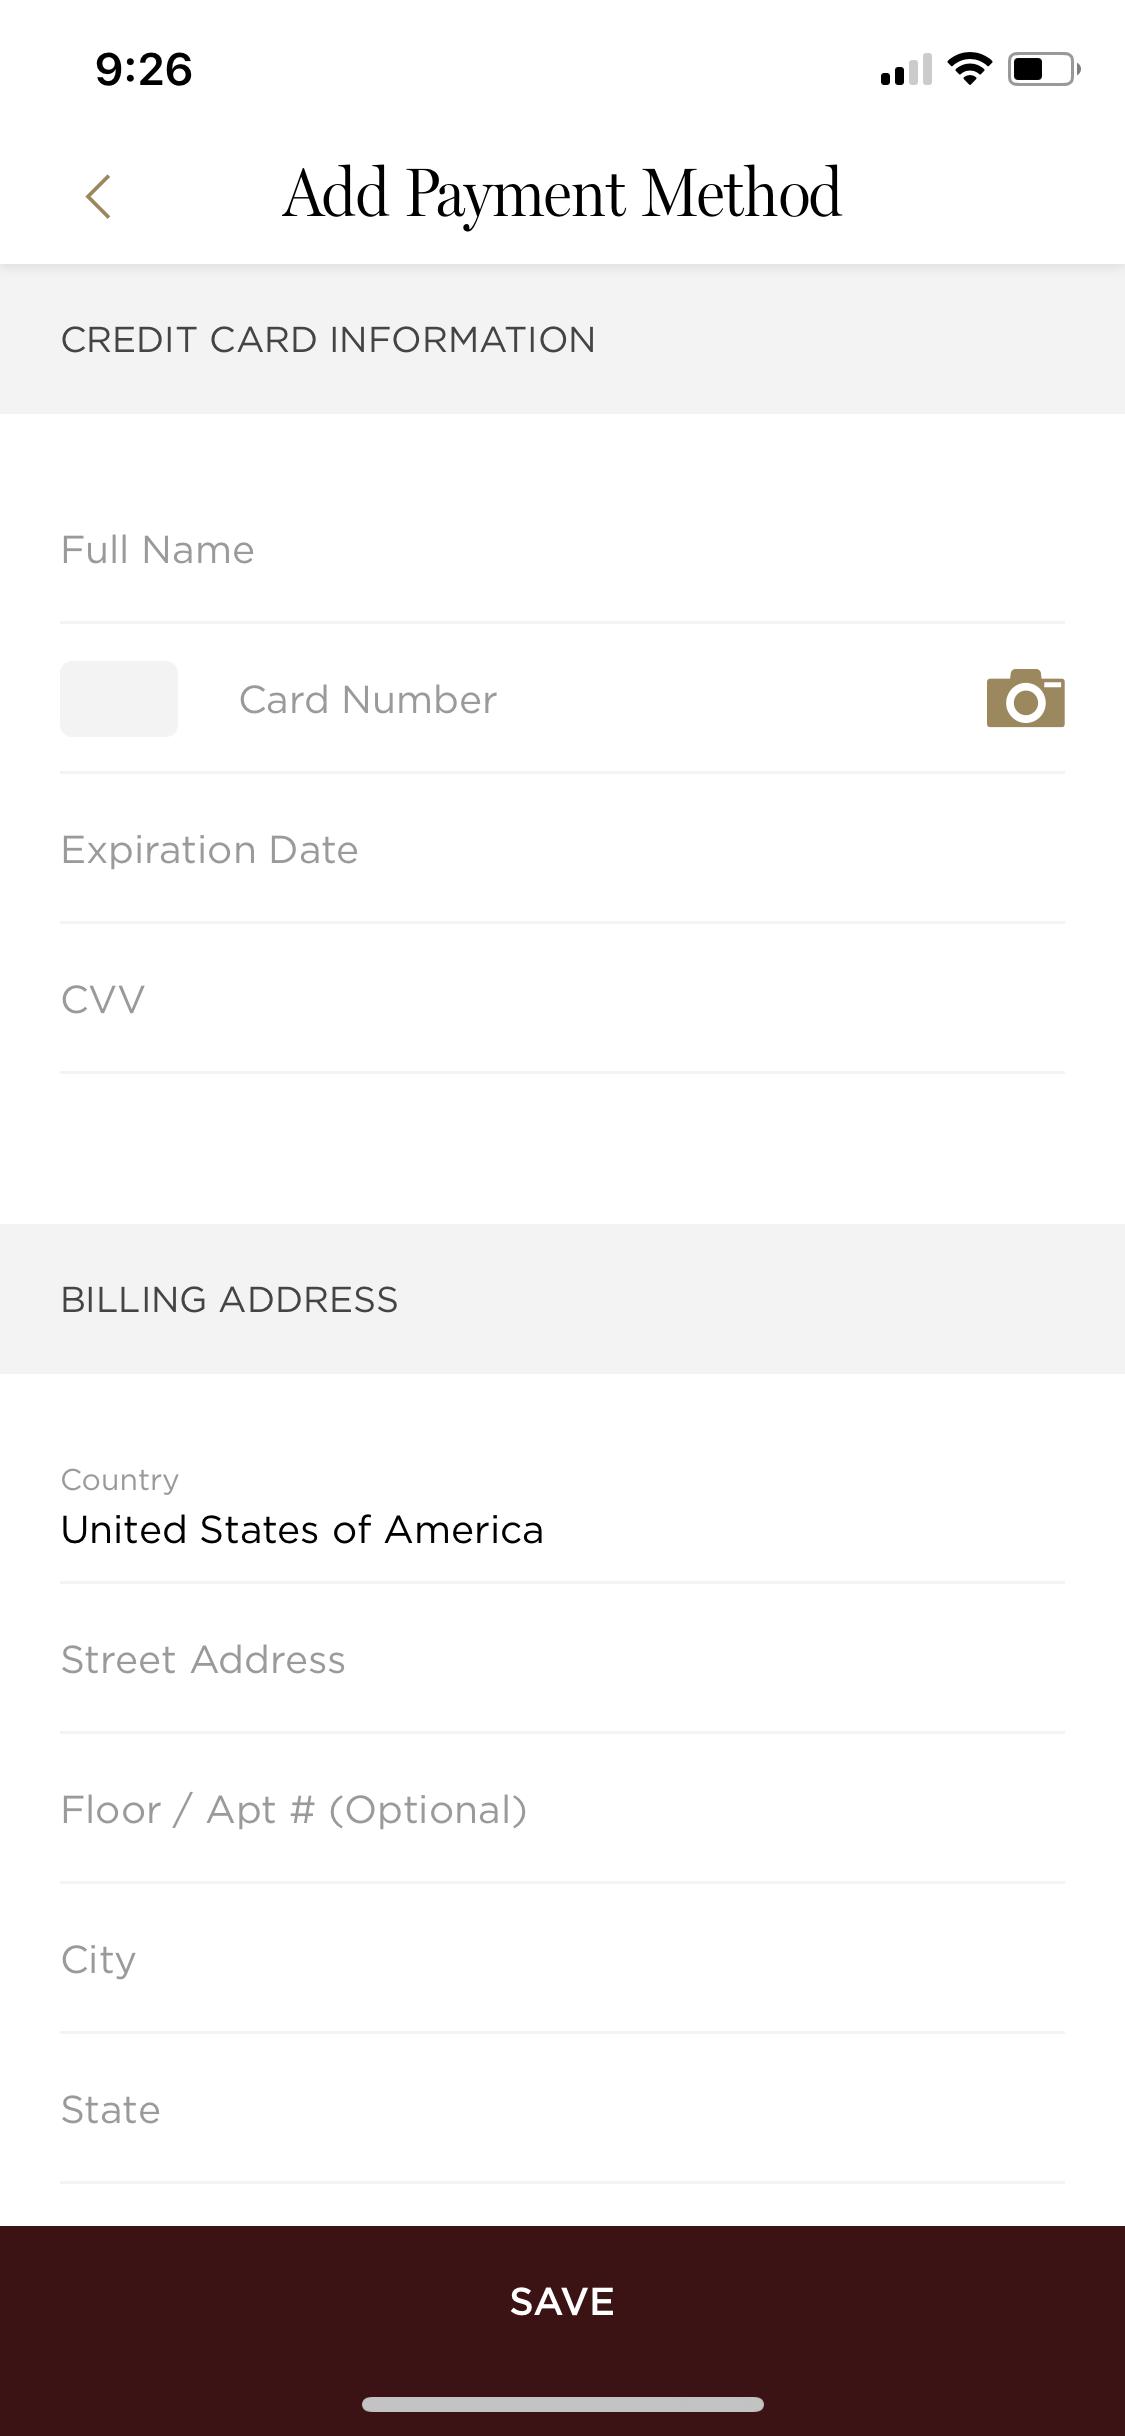 9:26
Add Payment Method
CREDIT CARD INFORMATION
Full Name
Card Number
Expiration Date
CVV
BILLING ADDRESS
Country
United States of America
Street Address
Floor / Apt # (Optional)
City
State
SAVE